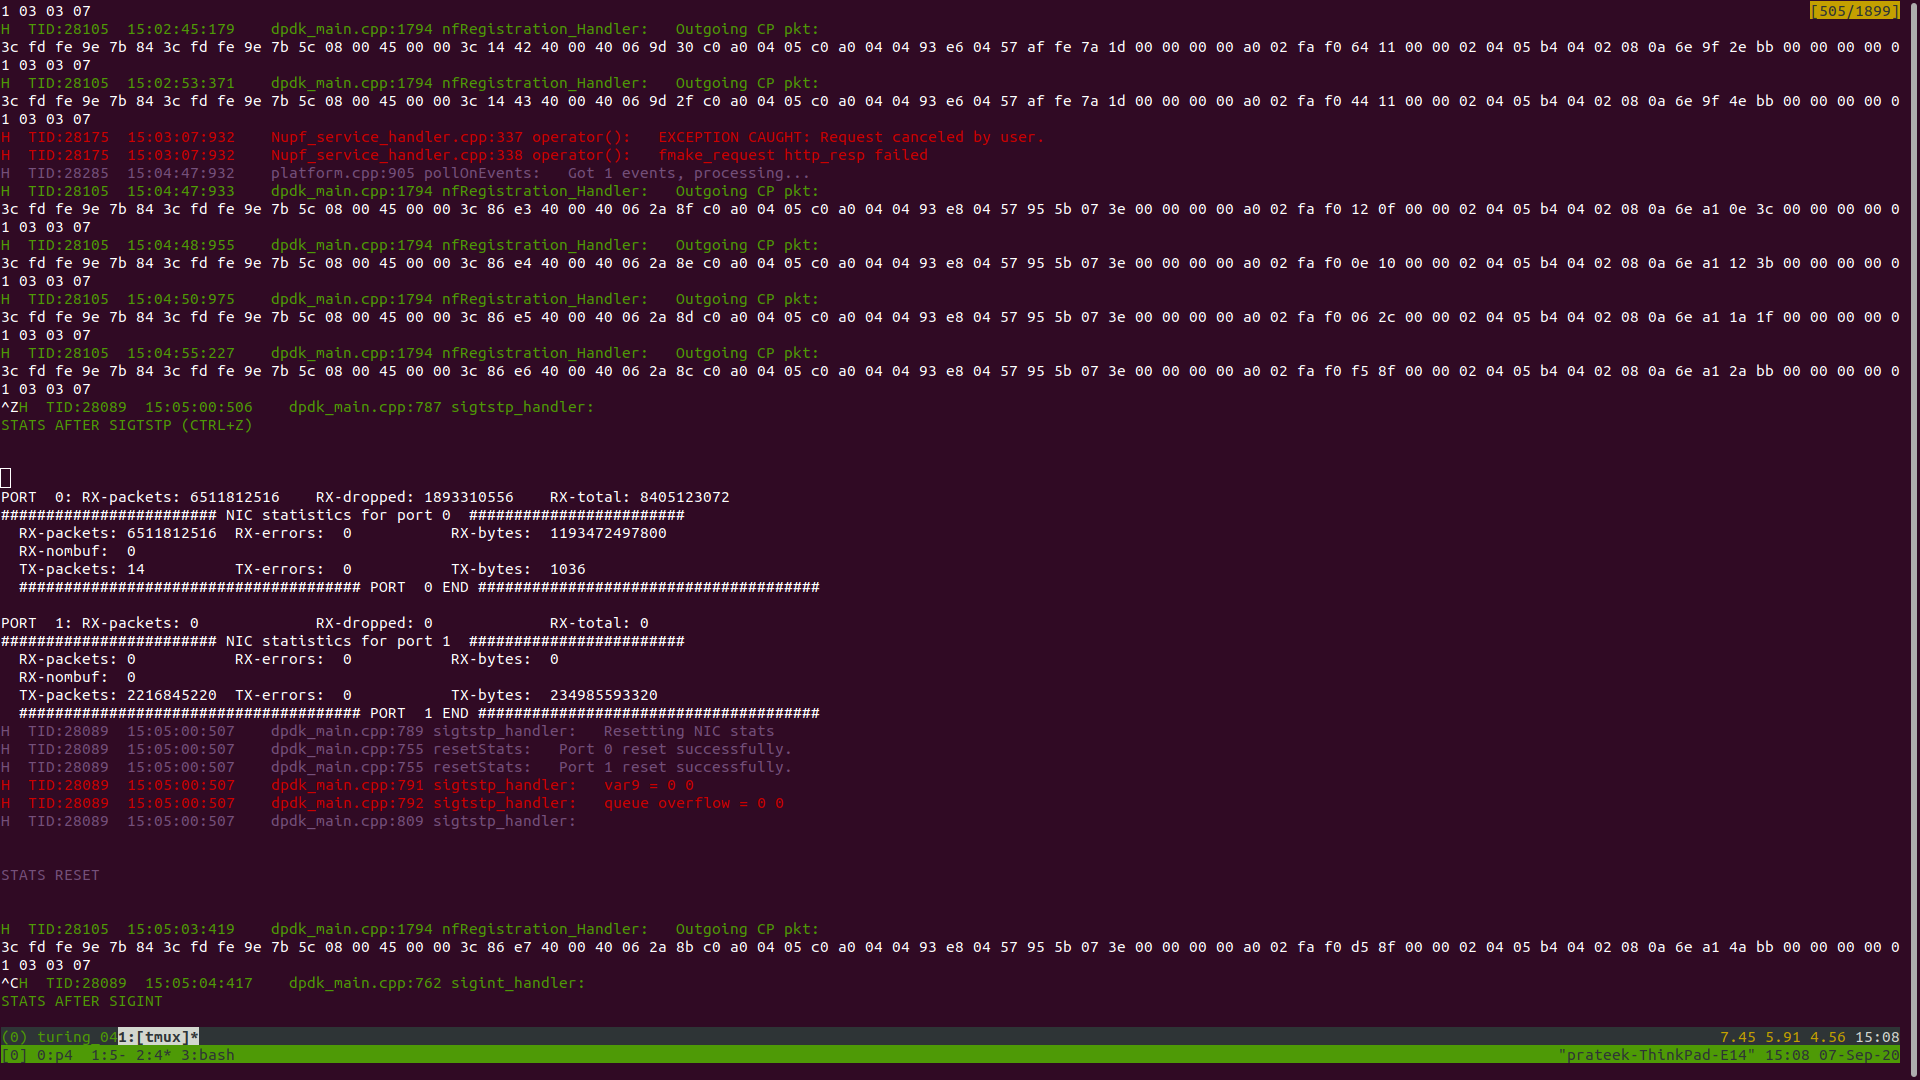 1 03 03 07 [505/1899]
H  TID:28105  15:02:45:179    dpdk_main.cpp:1794 nfRegistration_Handler:   Outgoing CP pkt:
3c fd fe 9e 7b 84 3c fd fe 9e 7b 5c 08 00 45 00 00 3c 14 42 40 00 40 06 9d 30 c0 a0 04 05 c0 a0 04 04 93 e6 04 57 af fe 7a 1d 00 00 00 00 a0 02 fa f0 64 11 00 00 02 04 05 b4 04 02 08 0a 6e 9f 2e bb 00 00 00 00 0
1 03 03 07
H  TID:28105  15:02:53:371    dpdk_main.cpp:1794 nfRegistration_Handler:   Outgoing CP pkt:
3c fd fe 9e 7b 84 3c fd fe 9e 7b 5c 08 00 45 00 00 3c 14 43 40 00 40 06 9d 2f c0 a0 04 05 c0 a0 04 04 93 e6 04 57 af fe 7a 1d 00 00 00 00 a0 02 fa f0 44 11 00 00 02 04 05 b4 04 02 08 0a 6e 9f 4e bb 00 00 00 00 0
1 03 03 07
H  TID:28175  15:03:07:932    Nupf_service_handler.cpp:337 operator():   EXCEPTION CAUGHT: Request canceled by user.
H  TID:28175  15:03:07:932    Nupf_service_handler.cpp:338 operator():   fmake_request http_resp failed
H  TID:28285  15:04:47:932    platform.cpp:905 pollOnEvents:   Got 1 events, processing...
H  TID:28105  15:04:47:933    dpdk_main.cpp:1794 nfRegistration_Handler:   Outgoing CP pkt:
3c fd fe 9e 7b 84 3c fd fe 9e 7b 5c 08 00 45 00 00 3c 86 e3 40 00 40 06 2a 8f c0 a0 04 05 c0 a0 04 04 93 e8 04 57 95 5b 07 3e 00 00 00 00 a0 02 fa f0 12 0f 00 00 02 04 05 b4 04 02 08 0a 6e a1 0e 3c 00 00 00 00 0
1 03 03 07
H  TID:28105  15:04:48:955    dpdk_main.cpp:1794 nfRegistration_Handler:   Outgoing CP pkt:
3c fd fe 9e 7b 84 3c fd fe 9e 7b 5c 08 00 45 00 00 3c 86 e4 40 00 40 06 2a 8e c0 a0 04 05 c0 a0 04 04 93 e8 04 57 95 5b 07 3e 00 00 00 00 a0 02 fa f0 0e 10 00 00 02 04 05 b4 04 02 08 0a 6e a1 12 3b 00 00 00 00 0
1 03 03 07
H  TID:28105  15:04:50:975    dpdk_main.cpp:1794 nfRegistration_Handler:   Outgoing CP pkt:
3c fd fe 9e 7b 84 3c fd fe 9e 7b 5c 08 00 45 00 00 3c 86 e5 40 00 40 06 2a 8d c0 a0 04 05 c0 a0 04 04 93 e8 04 57 95 5b 07 3e 00 00 00 00 a0 02 fa f0 06 2c 00 00 02 04 05 b4 04 02 08 0a 6e a1 1a 1f 00 00 00 00 0
1 03 03 07
H  TID:28105  15:04:55:227    dpdk_main.cpp:1794 nfRegistration_Handler:   Outgoing CP pkt:
3c fd fe 9e 7b 84 3c fd fe 9e 7b 5c 08 00 45 00 00 3c 86 e6 40 00 40 06 2a 8c c0 a0 04 05 c0 a0 04 04 93 e8 04 57 95 5b 07 3e 00 00 00 00 a0 02 fa f0 f5 8f 00 00 02 04 05 b4 04 02 08 0a 6e a1 2a bb 00 00 00 00 0
1 03 03 07
^ZH  TID:28089  15:05:00:506    dpdk_main.cpp:787 sigtstp_handler:
STATS AFTER SIGTSTP (CTRL+Z)
PORT  0: RX-packets: 6511812516    RX-dropped: 1893310556    RX-total: 8405123072
######################## NIC statistics for port 0  ########################
  RX-packets: 6511812516  RX-errors:  0           RX-bytes:  1193472497800
  RX-nombuf:  0
  TX-packets: 14          TX-errors:  0           TX-bytes:  1036
  ###################################### PORT  0 END ######################################
PORT  1: RX-packets: 0             RX-dropped: 0             RX-total: 0
######################## NIC statistics for port 1  ########################
  RX-packets: 0           RX-errors:  0           RX-bytes:  0
  RX-nombuf:  0
  TX-packets: 2216845220  TX-errors:  0           TX-bytes:  234985593320
  ###################################### PORT  1 END ######################################
H  TID:28089  15:05:00:507    dpdk_main.cpp:789 sigtstp_handler:   Resetting NIC stats
H  TID:28089  15:05:00:507    dpdk_main.cpp:755 resetStats:   Port 0 reset successfully.
H  TID:28089  15:05:00:507    dpdk_main.cpp:755 resetStats:   Port 1 reset successfully.
H  TID:28089  15:05:00:507    dpdk_main.cpp:791 sigtstp_handler:   var9 = 0 0
H  TID:28089  15:05:00:507    dpdk_main.cpp:792 sigtstp_handler:   queue overflow = 0 0
H  TID:28089  15:05:00:507    dpdk_main.cpp:809 sigtstp_handler:
STATS RESET
H  TID:28105  15:05:03:419    dpdk_main.cpp:1794 nfRegistration_Handler:   Outgoing CP pkt:
3c fd fe 9e 7b 84 3c fd fe 9e 7b 5c 08 00 45 00 00 3c 86 e7 40 00 40 06 2a 8b c0 a0 04 05 c0 a0 04 04 93 e8 04 57 95 5b 07 3e 00 00 00 00 a0 02 fa f0 d5 8f 00 00 02 04 05 b4 04 02 08 0a 6e a1 4a bb 00 00 00 00 0
1 03 03 07
^CH  TID:28089  15:05:04:417    dpdk_main.cpp:762 sigint_handler:
STATS AFTER SIGINT
(0) turing_041:[tmux]* 7.45 5.91 4.56 15:08
[0] 0:p4  1:5- 2:4* 3:bash "prateek-ThinkPad-E14" 15:08 07-Sep-20